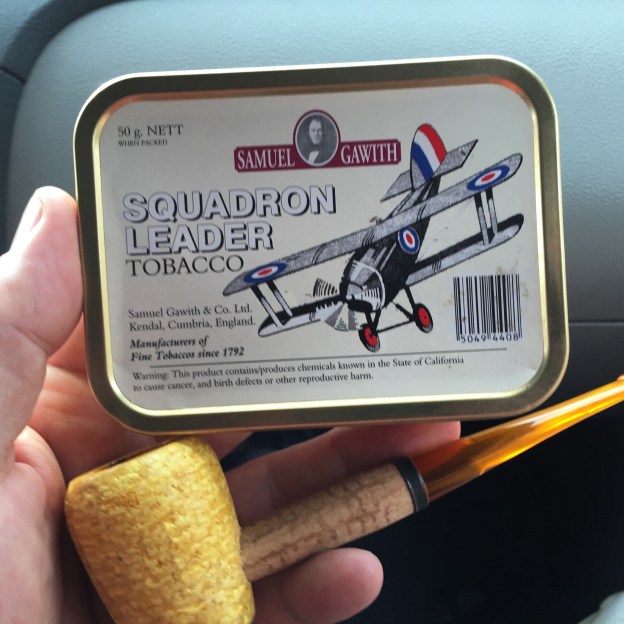 50 g. NETT
WHEN PACKED
SAMUEL GAWITH
SQUADRON
LEADER
TOBACCO
Samuel Gawith & Co. Ltd.
Kendal, Cumbria, England.
Manufacturers of
Fine Tobaccos since 1792
5049 4408
Warning: This product contains/produces chemicals known in the State of California
to cause cancer, and birth defects or other reproductive harm.